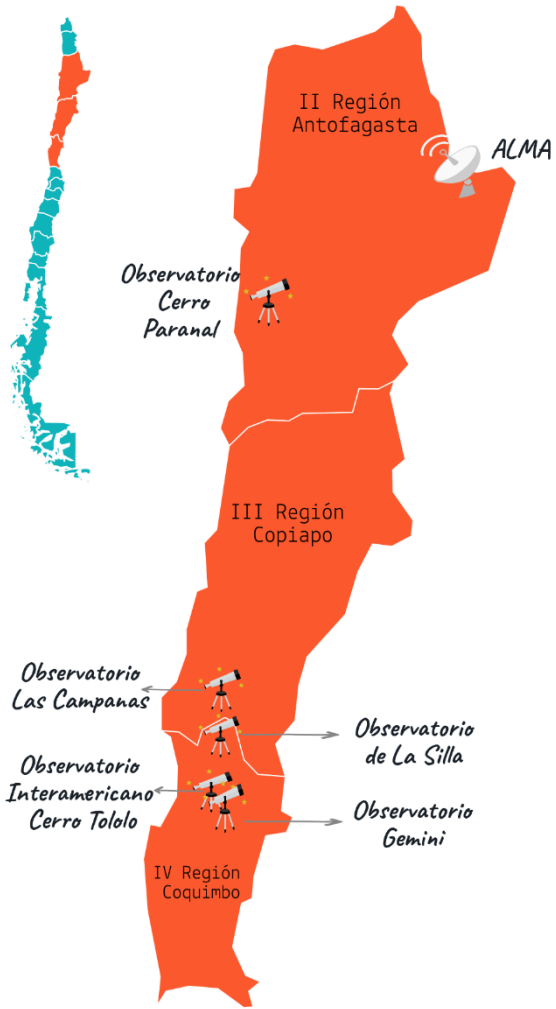 II Región
Antofagasta
ALMA
Observatorio
Cerro
Paranal
III Región
Copiapo
Observatorio
Las Campanas
Observatorio
de La Silla
Observatorio
Interamericano
Cerro Tololo
Observatorio
Gemini
IV Región
Coquimbo